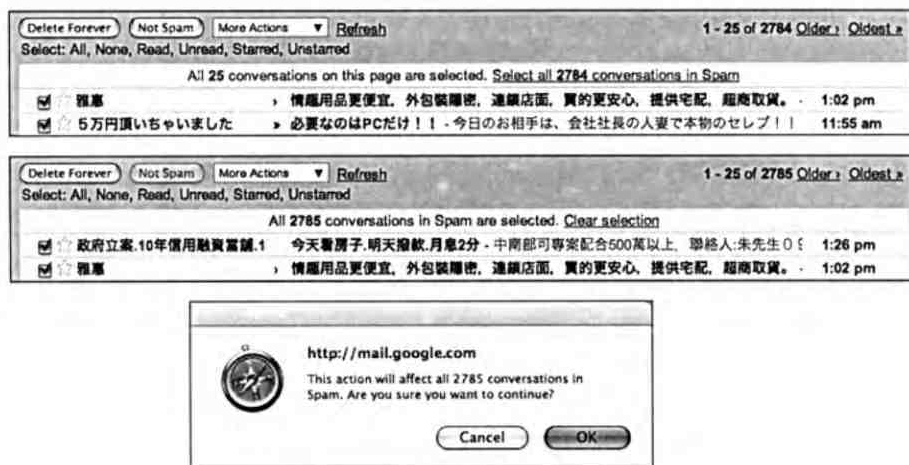 Delete Forever Not Spam More Actions ▼ Refresh 1 - 25 of 2784 Older › Oldest »
Select: All, None, Read, Unread, Starred, Unstarred
All 25 conversations on this page are selected. Select all 2784 conversations in Spam
雅惠 › 情趣用品更便宜, 外包裝隱密, 連鎖店面, 買的更安心, 提供宅配, 超商取貨。 - 1:02 pm
5万円頂いちゃいました » 必要なのはPCだけ！！ - 今日のお相手は、会社社長の人妻で本物のセレブ！！ 11:55 am
Delete Forever Not Spam More Actions ▼ Refresh 1 - 25 of 2785 Older › Oldest »
Select: All, None, Read, Unread, Starred, Unstarred
All 2785 conversations in Spam are selected. Clear selection
政府立案.10年信用融資當舖.1 今天看房子.明天撥款.月息2分 - 中南部可專案配合500萬以上, 聯絡人:朱先生０９ 1:26 pm
雅惠 › 情趣用品更便宜, 外包裝隱密, 連鎖店面, 買的更安心, 提供宅配, 超商取貨。 - 1:02 pm
http://mail.google.com
This action will affect all 2785 conversations in
Spam. Are you sure you want to continue?
Cancel OK